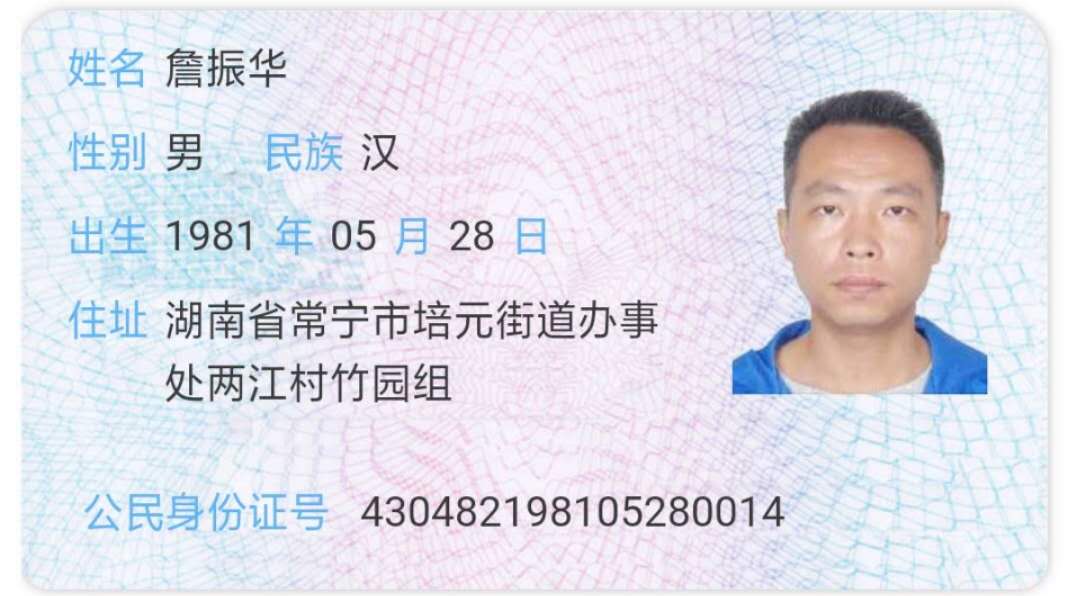 姓名 詹振华
性别 男 民族 汉
出生 1981 年 05 月 28 日
住址 湖南省常宁市培元街道办事
处两江村竹园组
公民身份证号 430482198105280014